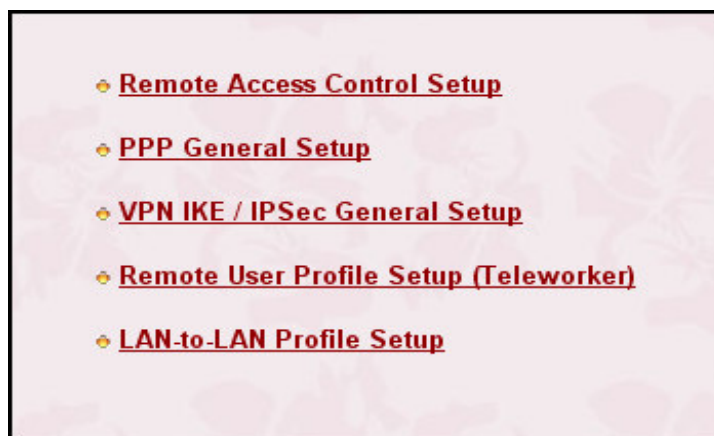 Remote Access Control Setup
PPP General Setup
VPN IKE / IPSec General Setup
Remote User Profile Setup (Teleworker)
LAN-to-LAN Profile Setup